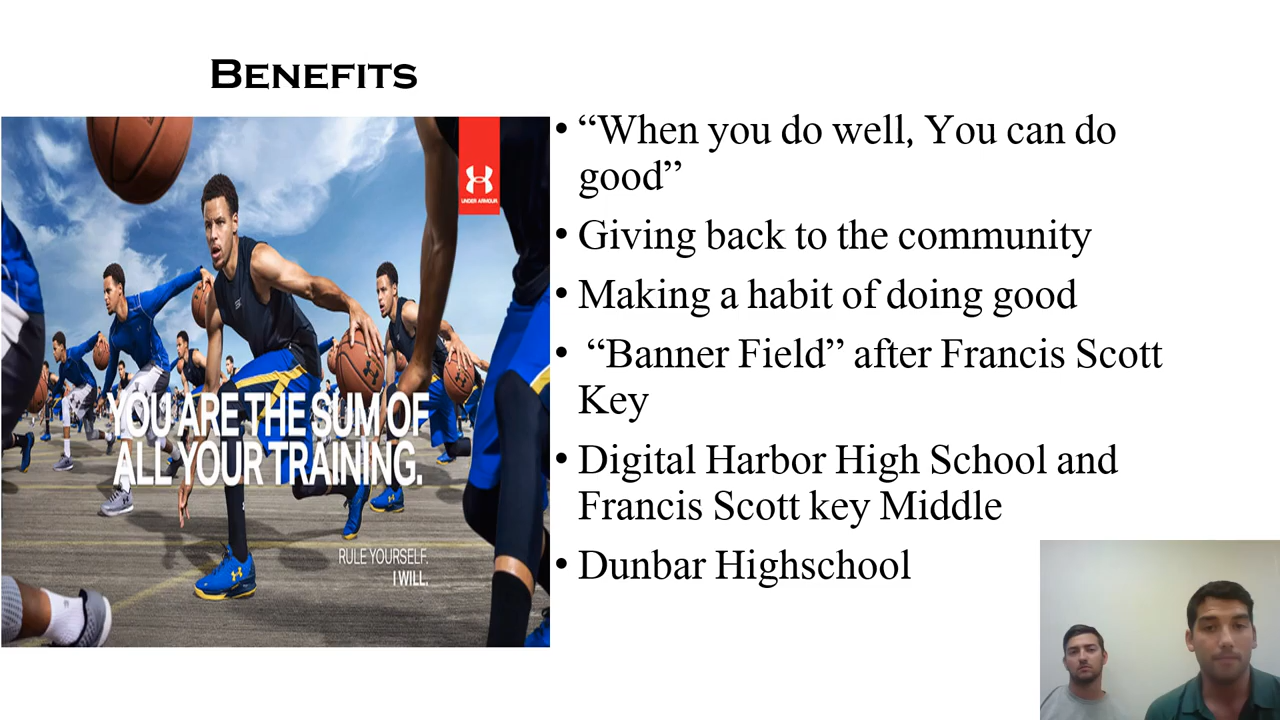 Benefits
UNDER ARMOUR
YOU ARE THE SUM OF
ALL YOUR TRAINING.
RULE YOURSELF.
I WILL.
• “When you do well, You can do
good”
• Giving back to the community
• Making a habit of doing good
• “Banner Field” after Francis Scott
Key
• Digital Harbor High School and
Francis Scott key Middle
• Dunbar Highschool